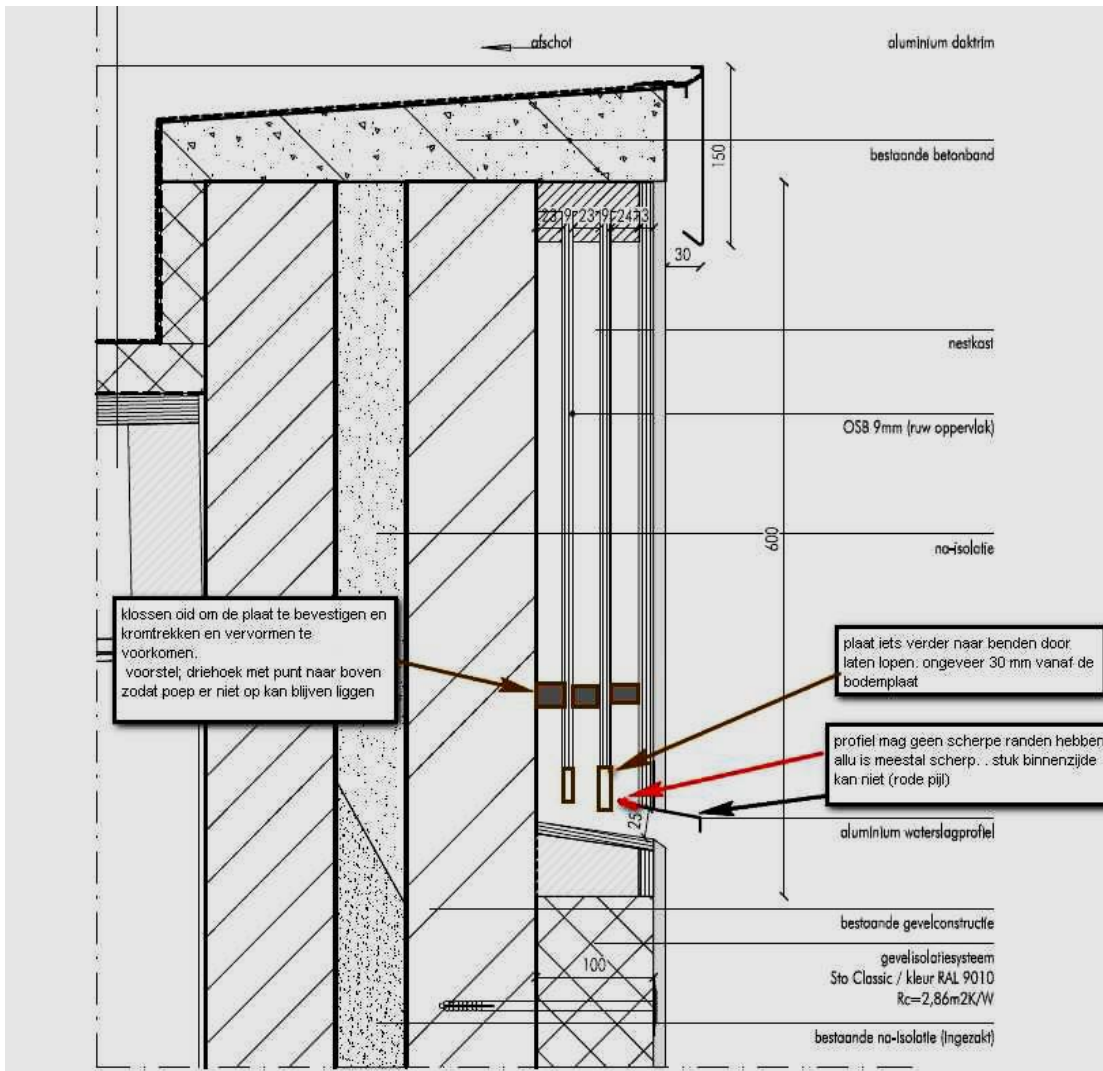 afschot
aluminium daktrim
bestaande betonband
150
23 9 23 9 24 13
30
nestkast
OSB 9mm (ruw oppervlak)
600
na-isolatie
klossen oid om de plaat te bevestigen en
kromtrekken en vervormen te
voorkomen.
voorstel; driehoek met punt naar boven
zodat poep er niet op kan blijven liggen
plaat iets verder naar benden door
laten lopen. ongeveer 30 mm vanaf de
bodemplaat
profiel mag geen scherpe randen hebben
allu is meestal scherp. . stuk binnenzijde
kan niet (rode pijl)
25
aluminium waterslagprofiel
bestaande gevelconstructie
gevelisolatiesysteem
Sto Classic / kleur RAL 9010
Rc=2,86m2K/W
100
bestaande na-isolatie (ingezakt)